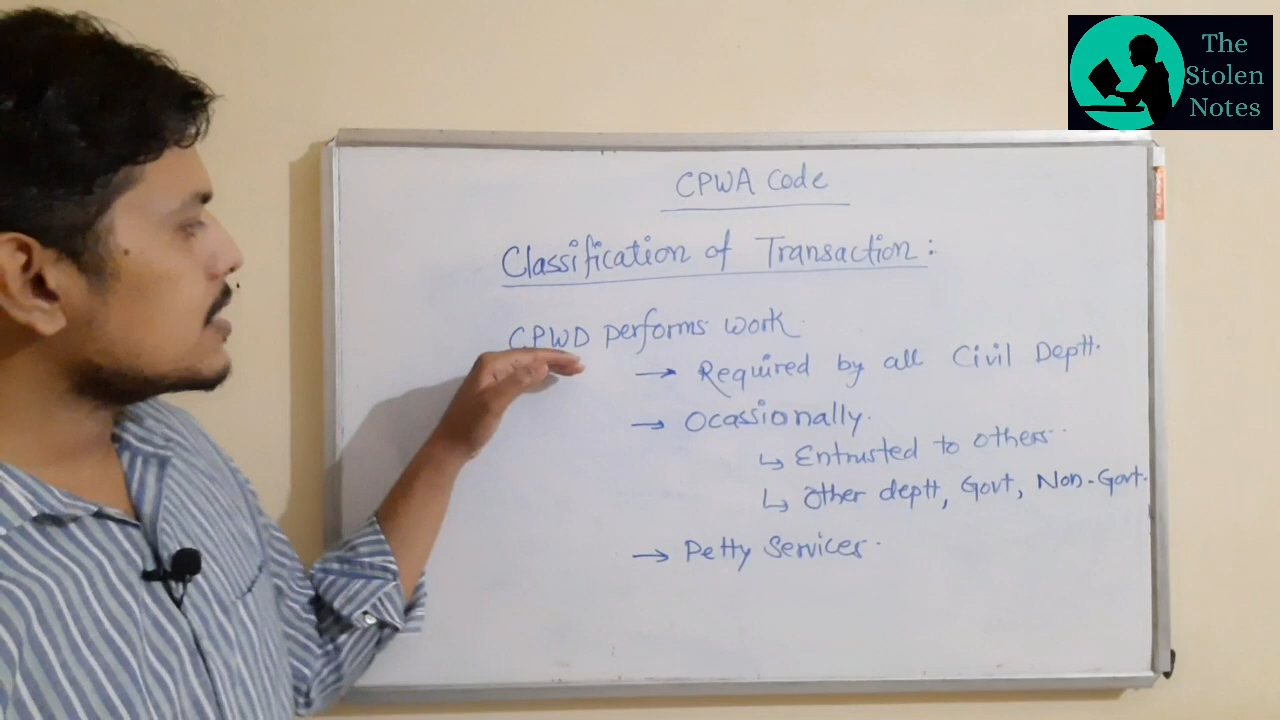 The
Stolen
Notes
CPWA Code
Classification of Transaction:
CPWD performs work.
→ Required by all Civil Deptt.
→ Ocassionally.
↳ Entrusted to others..
↳ Other deptt, Govt, Non-Govt.
→ Petty Services.